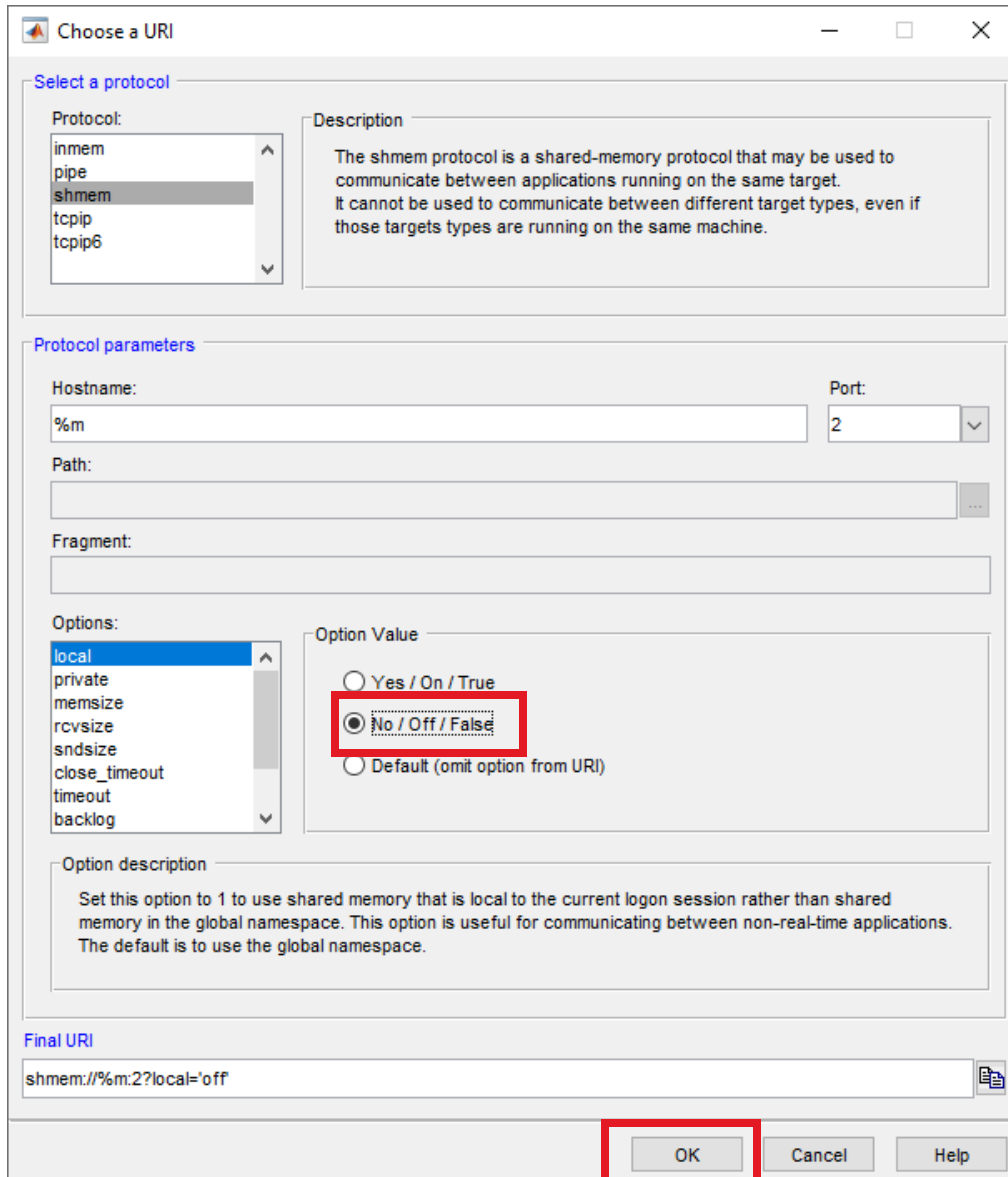 Choose a URI
Select a protocol
Protocol:
inmem
pipe
shmem
tcpip
tcpip6
Description
The shmem protocol is a shared-memory protocol that may be used to
communicate between applications running on the same target.
It cannot be used to communicate between different target types, even if
those targets types are running on the same machine.
Protocol parameters
Hostname:
%m
Port:
2
Path:
...
Fragment:
Options:
local
private
memsize
rcvsize
sndsize
close_timeout
timeout
backlog
Option Value
Yes / On / True
No / Off / False
Default (omit option from URI)
Option description
Set this option to 1 to use shared memory that is local to the current logon session rather than shared
memory in the global namespace. This option is useful for communicating between non-real-time applications.
The default is to use the global namespace.
Final URI
shmem://%m:2?local='off'
OK
Cancel
Help